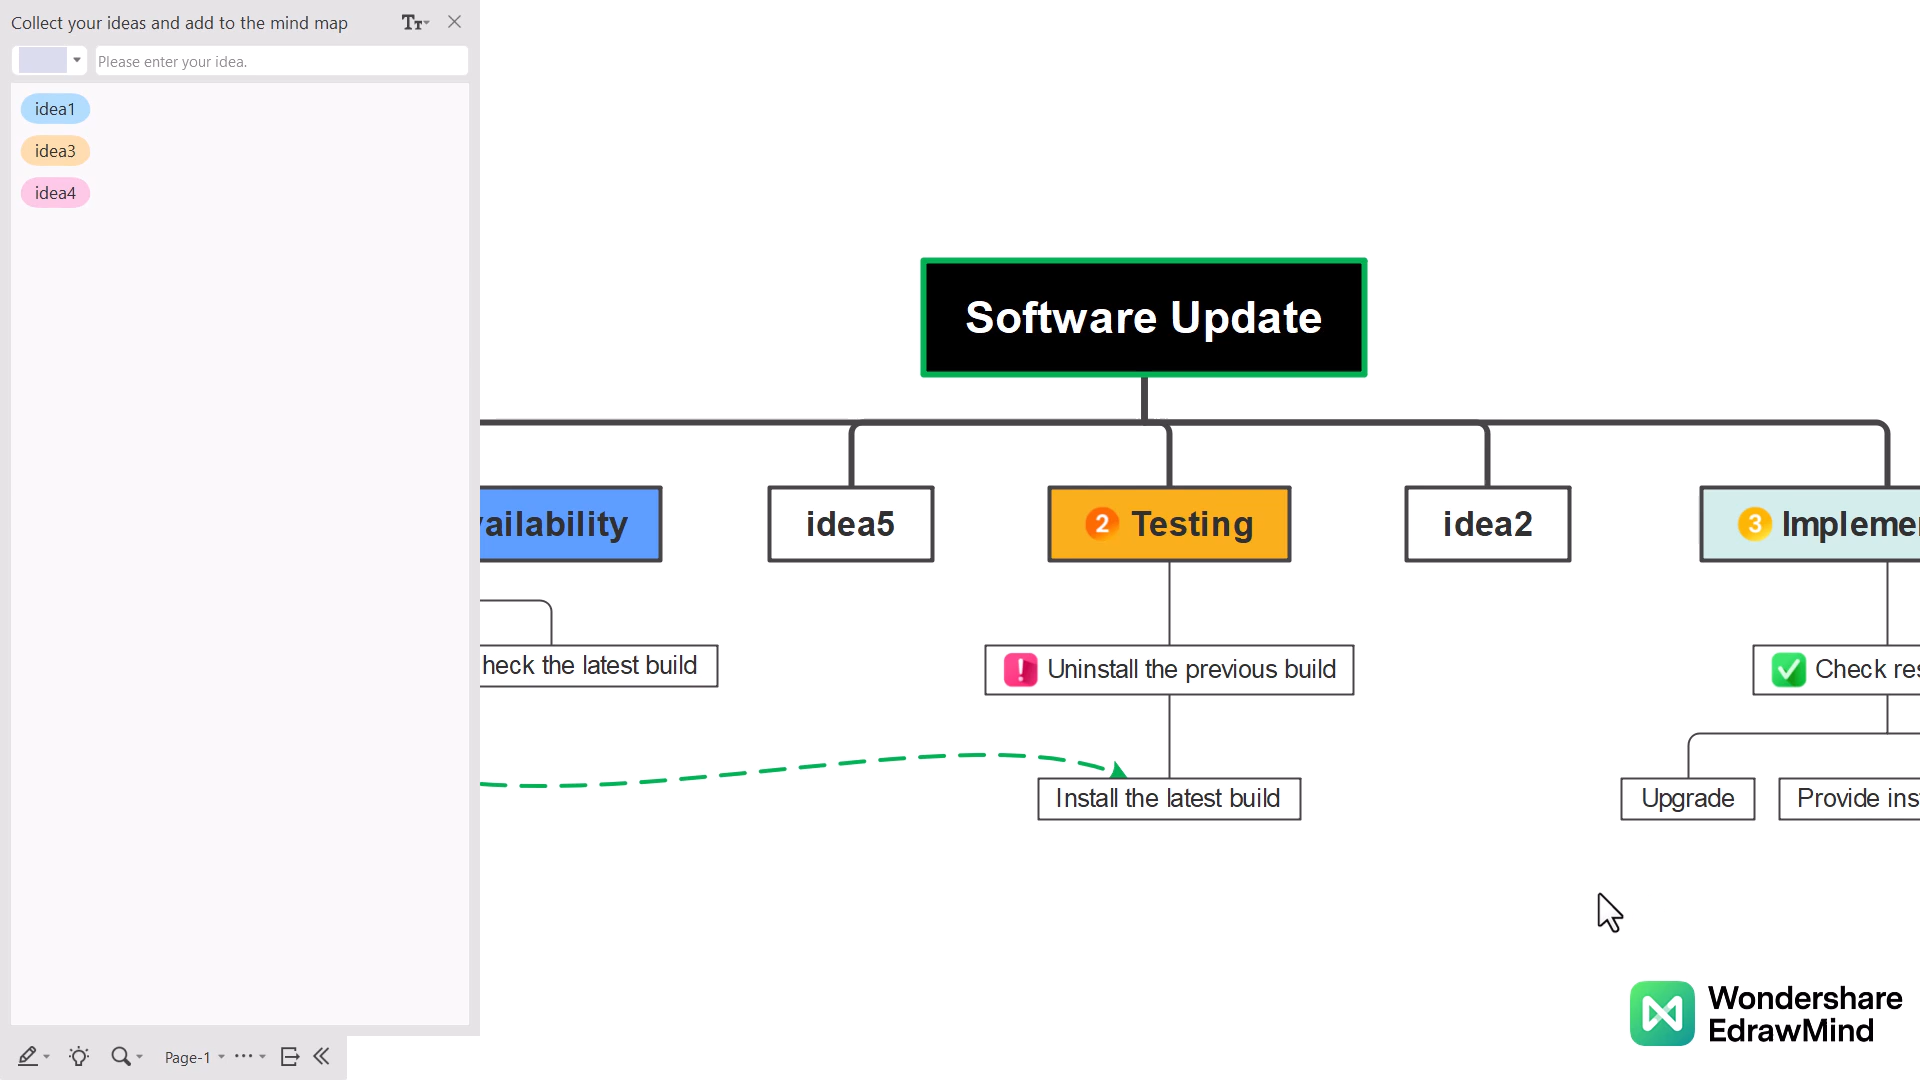 Collect your ideas and add to the mind map
Please enter your idea.
idea1
idea3
idea4
Software Update
vailability
idea5
2 Testing
idea2
3 Impleme
heck the latest build
Uninstall the previous build
Check res
Install the latest build
Upgrade
Provide ins
Wondershare
EdrawMind
Page-1